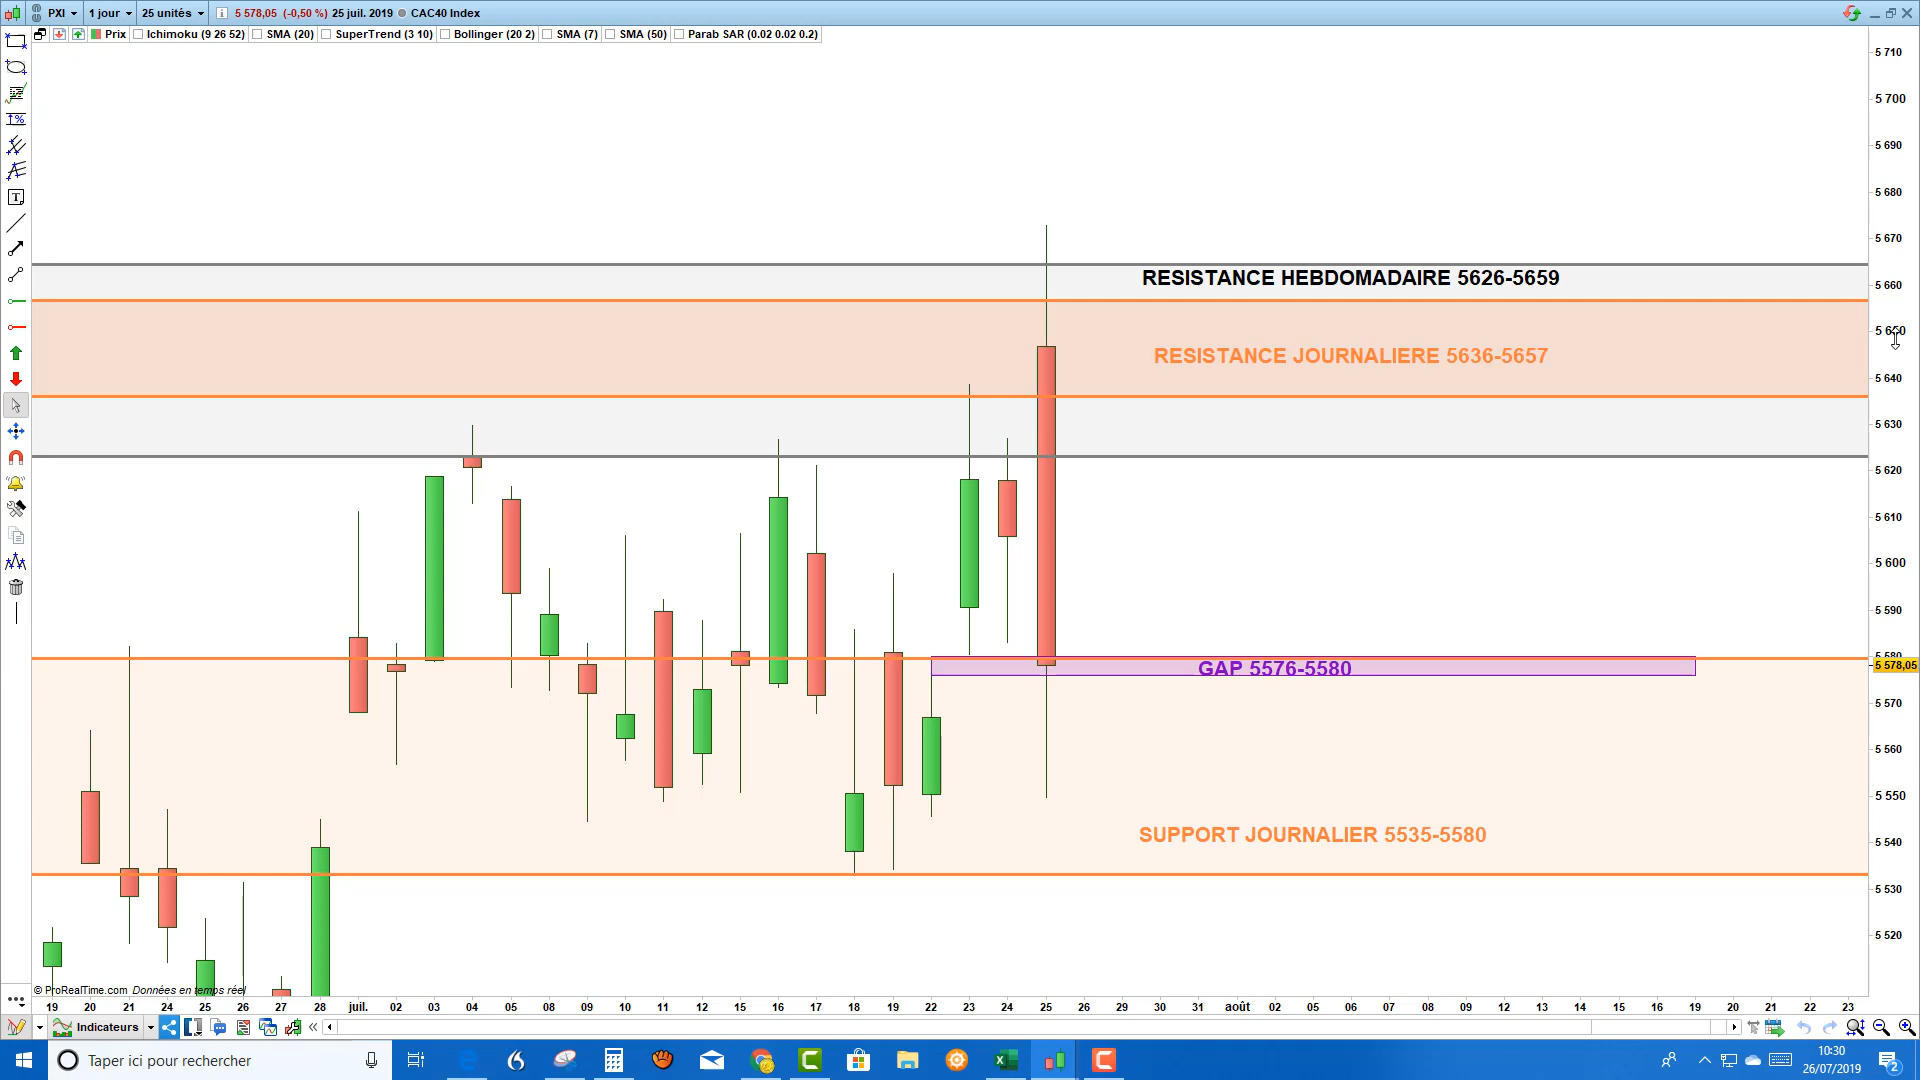 PXI 1 jour 25 unités 5 578,05 (-0,50 %) 25 juil. 2019 CAC40 Index
Prix Ichimoku (9 26 52) SMA (20) SuperTrend (3 10) Bollinger (20 2) SMA (7) SMA (50) Parab SAR (0.02 0.02 0.2)
5 710
5 700
5 690
5 680
5 670
RESISTANCE HEBDOMADAIRE 5626-5659
5 660
5 650
RESISTANCE JOURNALIERE 5636-5657
5 640
5 630
5 620
5 610
5 600
5 590
5 680
5 578,05
GAP 5576-5580
5 570
5 560
5 550
SUPPORT JOURNALIER 5535-5580
5 540
5 530
5 520
© ProRealTime.com Données en temps réel
19 20 21 24 25 26 27 28 juil. 02 03 04 05 08 09 10 11 12 15 16 17 18 19 22 23 24 25 26 29 30 31 août 02 05 06 07 08 09 12 13 14 15 16 19 20 21 22 23
Indicateurs
Taper ici pour rechercher
10:30
26/07/2019
2